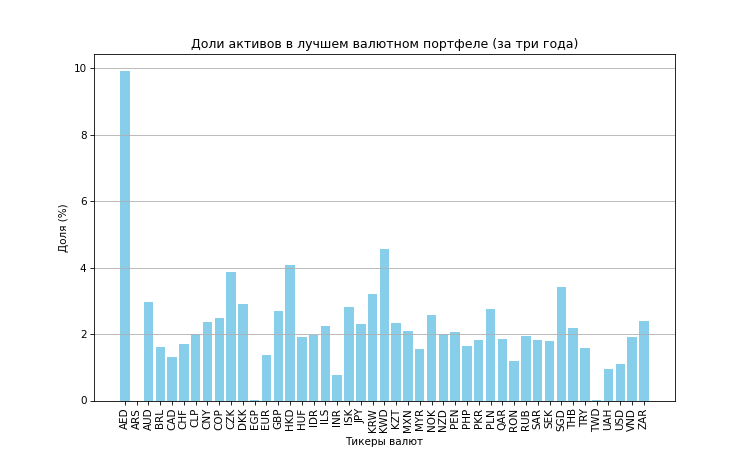 Доли активов в лучшем валютном портфеле (за три года)
Доля (%)
10
8
6
4
2
0
AED ARS AUD BRL CAD CHF CLP CNY COP CZK DKK EGP EUR GBP HKD HUF IDR ILS INR ISK JPY KRW KWD KZT MXN MYR NOK NZD PEN PHP PKR PLN QAR RON RUB SAR SEK SGD THB TRY TWD UAH USD VND ZAR
Тикеры валют